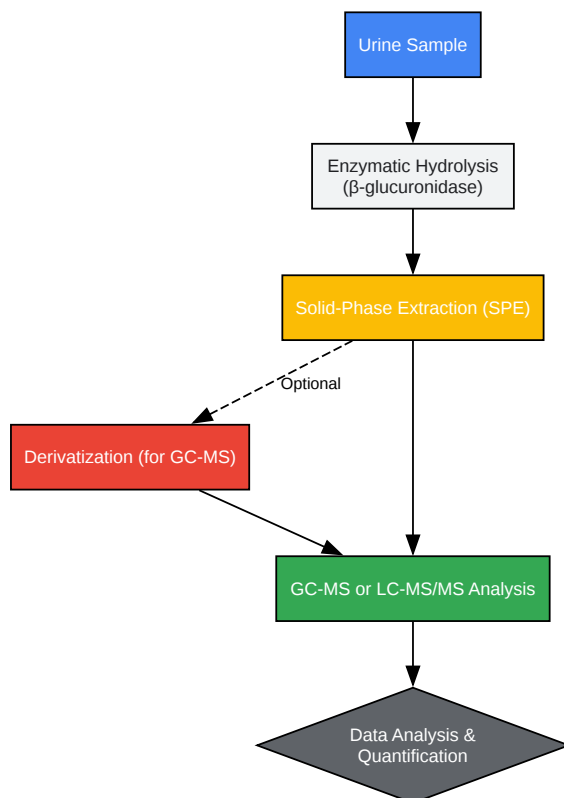 Urine Sample
Enzymatic Hydrolysis
(β-glucuronidase)
Solid-Phase Extraction (SPE)
Optional
Derivatization (for GC-MS)
GC-MS or LC-MS/MS Analysis
Data Analysis &
Quantification